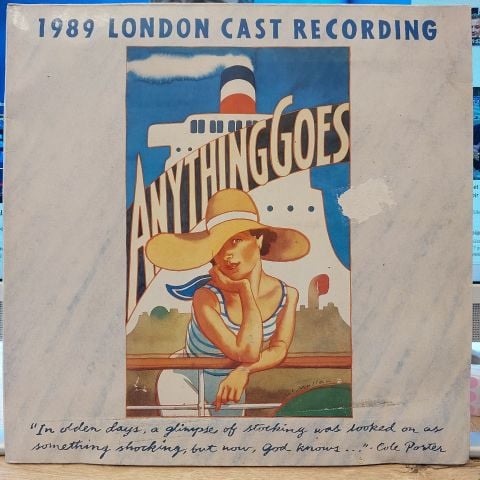 1989 LONDON CAST RECORDING
ANYTHING GOES
"In olden days, a glimpse of stocking was looked on as
something shocking, but now, God knows..." - Cole Porter